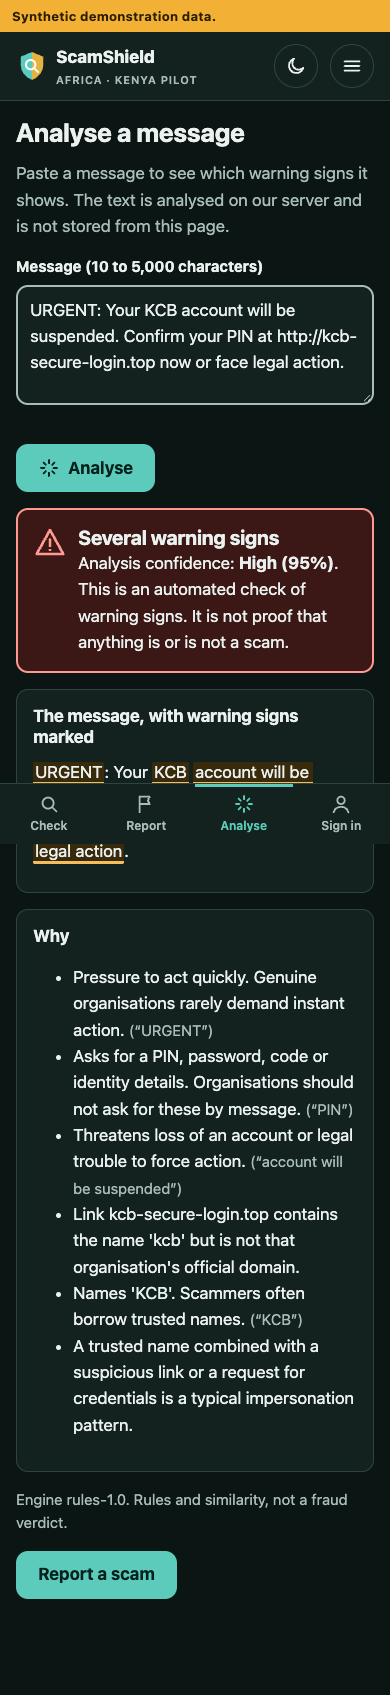 Synthetic demonstration data.
ScamShield
AFRICA · KENYA PILOT
Analyse a message
Paste a message to see which warning signs it
shows. The text is analysed on our server and
is not stored from this page.
Message (10 to 5,000 characters)
URGENT: Your KCB account will be
suspended. Confirm your PIN at http://kcb-
secure-login.top now or face legal action.
Analyse
Several warning signs
Analysis confidence: High (95%).
This is an automated check of
warning signs. It is not proof that
anything is or is not a scam.
The message, with warning signs
marked
URGENT: Your KCB account will be
Check
Report
Analyse
Sign in
legal action.
Why
• Pressure to act quickly. Genuine
organisations rarely demand instant
action. (“URGENT”)
• Asks for a PIN, password, code or
identity details. Organisations should
not ask for these by message. (“PIN”)
• Threatens loss of an account or legal
trouble to force action. (“account will
be suspended”)
• Link kcb-secure-login.top contains
the name 'kcb' but is not that
organisation's official domain.
• Names 'KCB'. Scammers often
borrow trusted names. (“KCB”)
• A trusted name combined with a
suspicious link or a request for
credentials is a typical impersonation
pattern.
Engine rules-1.0. Rules and similarity, not a fraud
verdict.
Report a scam